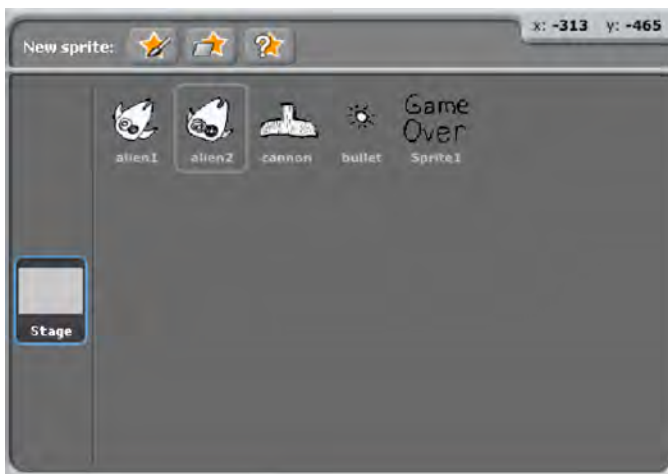 x: -313 y: -465
New sprite:
Game
Over
alien1 alien2 cannon bullet Sprite1
Stage